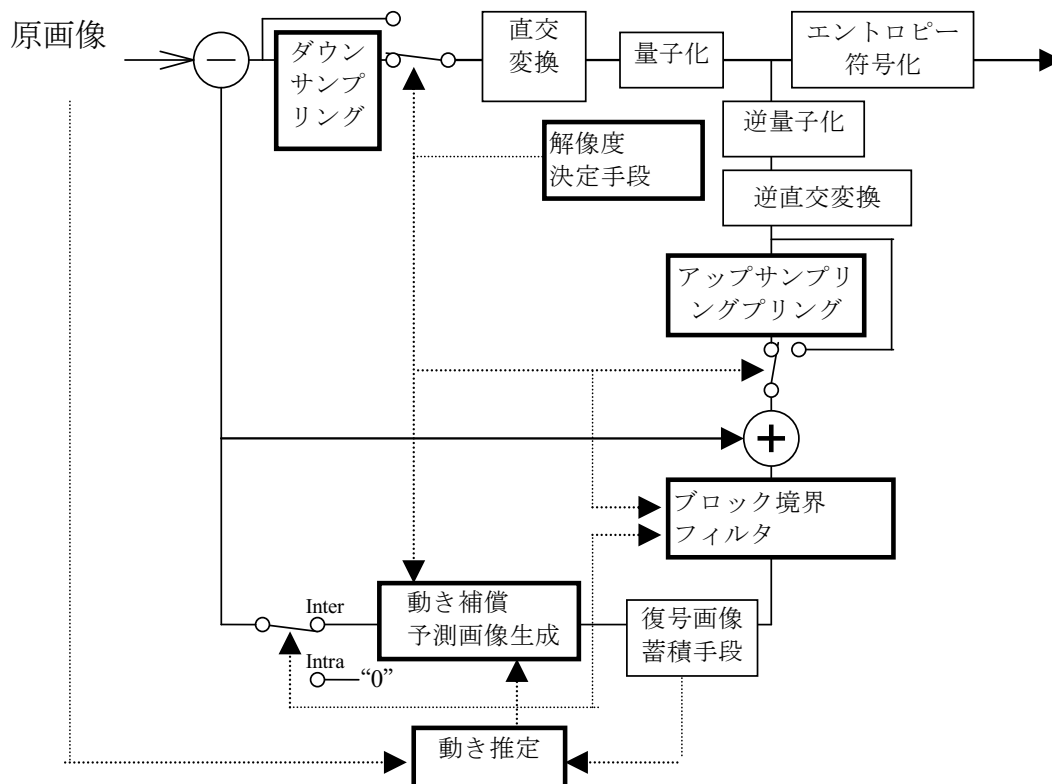 原画像
ダウン
サンプ
リング
直交
変換
量子化
エントロピー
符号化
逆量子化
解像度
決定手段
逆直交変換
アップサンプリ
ングプリング
ブロック境界
フィルタ
Inter
動き補償
予測画像生成
復号画像
蓄積手段
Intra
“0”
動き推定